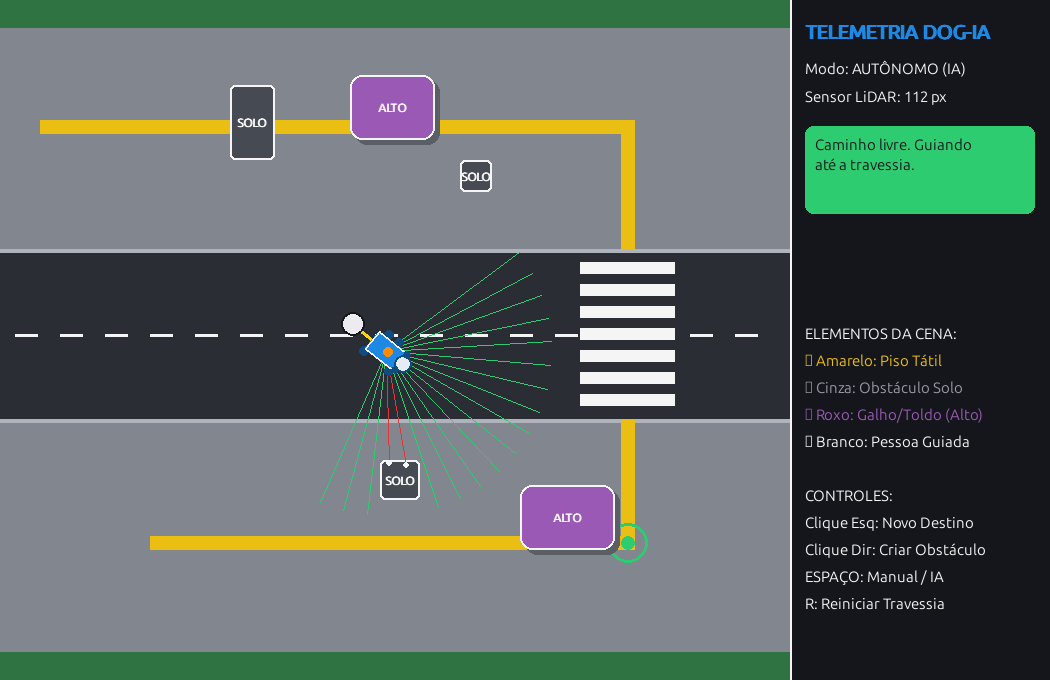 SOLO
ALTO
SOLO
SOLO
ALTO
TELEMETRIA DOG-IA
Modo: AUTÔNOMO (IA)
Sensor LiDAR: 112 px
Caminho livre. Guiando
até a travessia.
ELEMENTOS DA CENA:
Amarelo: Piso Tátil
Cinza: Obstáculo Solo
Roxo: Galho/Toldo (Alto)
Branco: Pessoa Guiada
CONTROLES:
Clique Esq: Novo Destino
Clique Dir: Criar Obstáculo
ESPAÇO: Manual / IA
R: Reiniciar Travessia